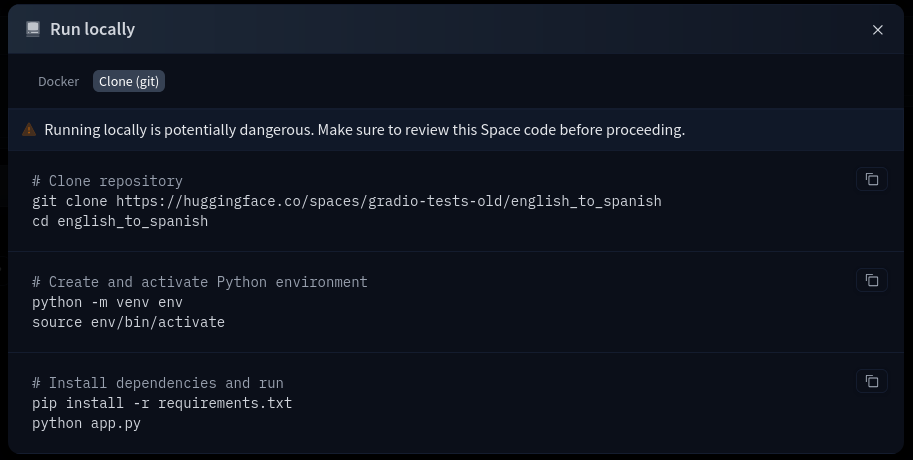 Run locally
Docker
Clone (git)
Running locally is potentially dangerous. Make sure to review this Space code before proceeding.
# Clone repository
git clone https://huggingface.co/spaces/gradio-tests-old/english_to_spanish
cd english_to_spanish
# Create and activate Python environment
python -m venv env
source env/bin/activate
# Install dependencies and run
pip install -r requirements.txt
python app.py